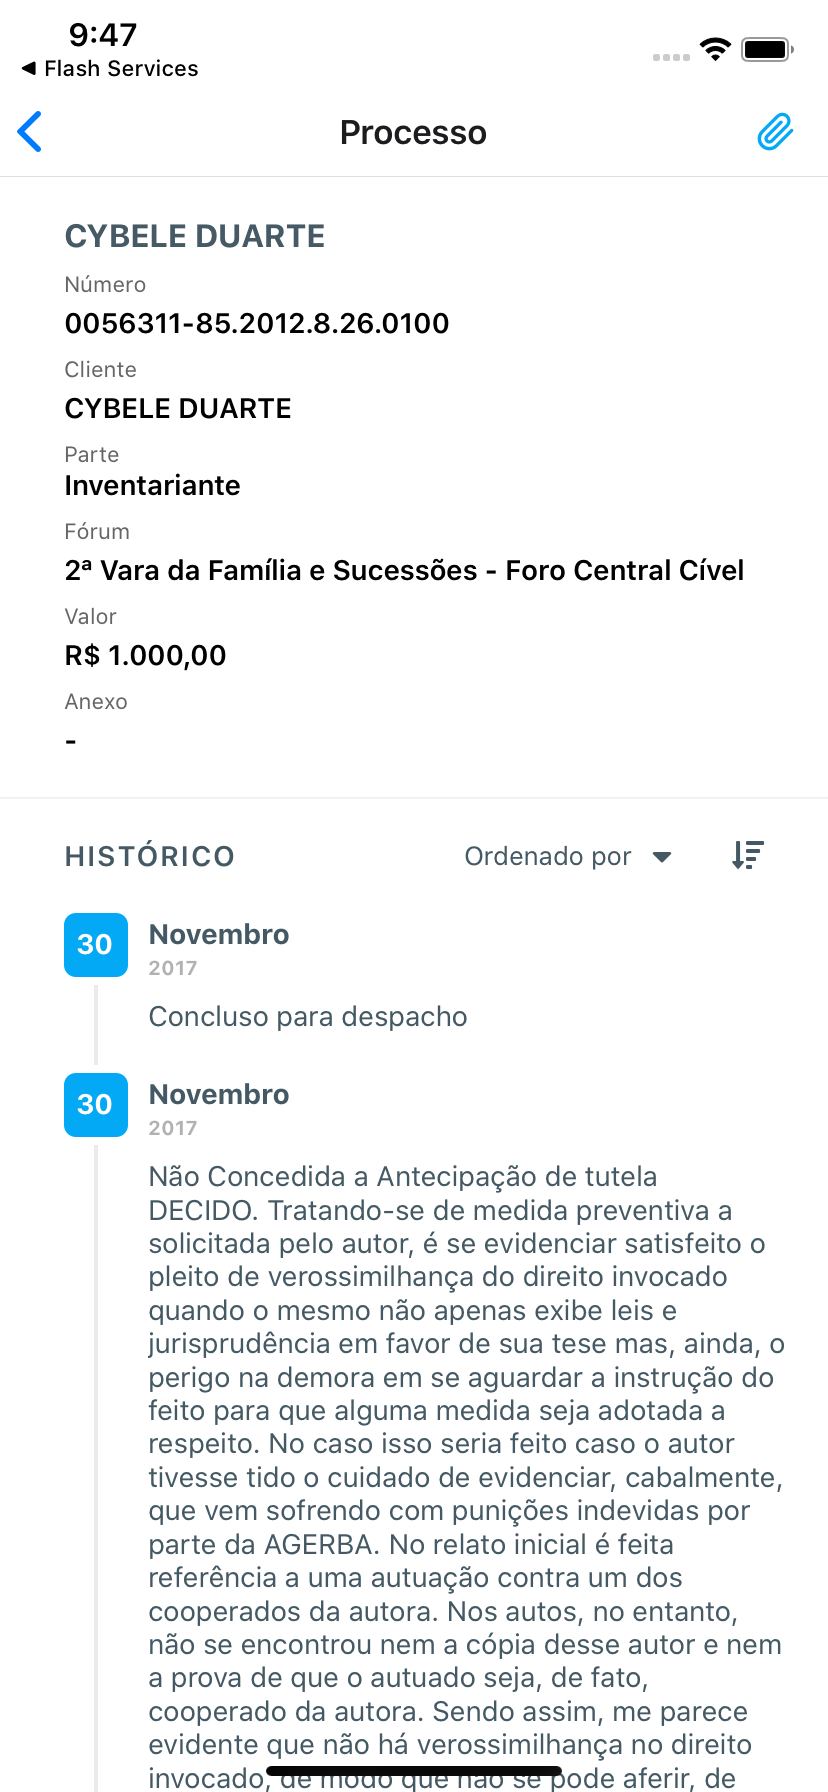 9:47
◀ Flash Services
Processo
CYBELE DUARTE
Número
0056311-85.2012.8.26.0100
Cliente
CYBELE DUARTE
Parte
Inventariante
Fórum
2ª Vara da Família e Sucessões - Foro Central Cível
Valor
R$ 1.000,00
Anexo
-
HISTÓRICO
Ordenado por
30
Novembro
2017
Concluso para despacho
30
Novembro
2017
Não Concedida a Antecipação de tutela
DECIDO. Tratando-se de medida preventiva a
solicitada pelo autor, é se evidenciar satisfeito o
pleito de verossimilhança do direito invocado
quando o mesmo não apenas exibe leis e
jurisprudência em favor de sua tese mas, ainda, o
perigo na demora em se aguardar a instrução do
feito para que alguma medida seja adotada a
respeito. No caso isso seria feito caso o autor
tivesse tido o cuidado de evidenciar, cabalmente,
que vem sofrendo com punições indevidas por
parte da AGERBA. No relato inicial é feita
referência a uma autuação contra um dos
cooperados da autora. Nos autos, no entanto,
não se encontrou nem a cópia desse autor e nem
a prova de que o autuado seja, de fato,
cooperado da autora. Sendo assim, me parece
evidente que não há verossimilhança no direito
invocado, de modo que não se pode aferir, de